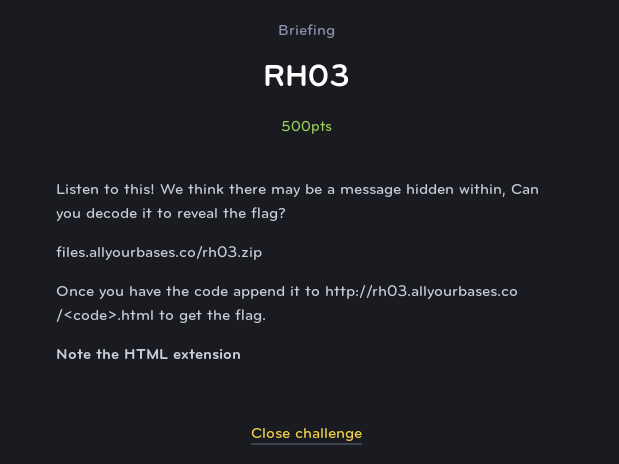 Briefing
RH03
500pts
Listen to this! We think there may be a message hidden within, Can
you decode it to reveal the flag?
files.allyourbases.co/rh03.zip
Once you have the code append it to http://rh03.allyourbases.co
/<code>.html to get the flag.
Note the HTML extension
Close challenge